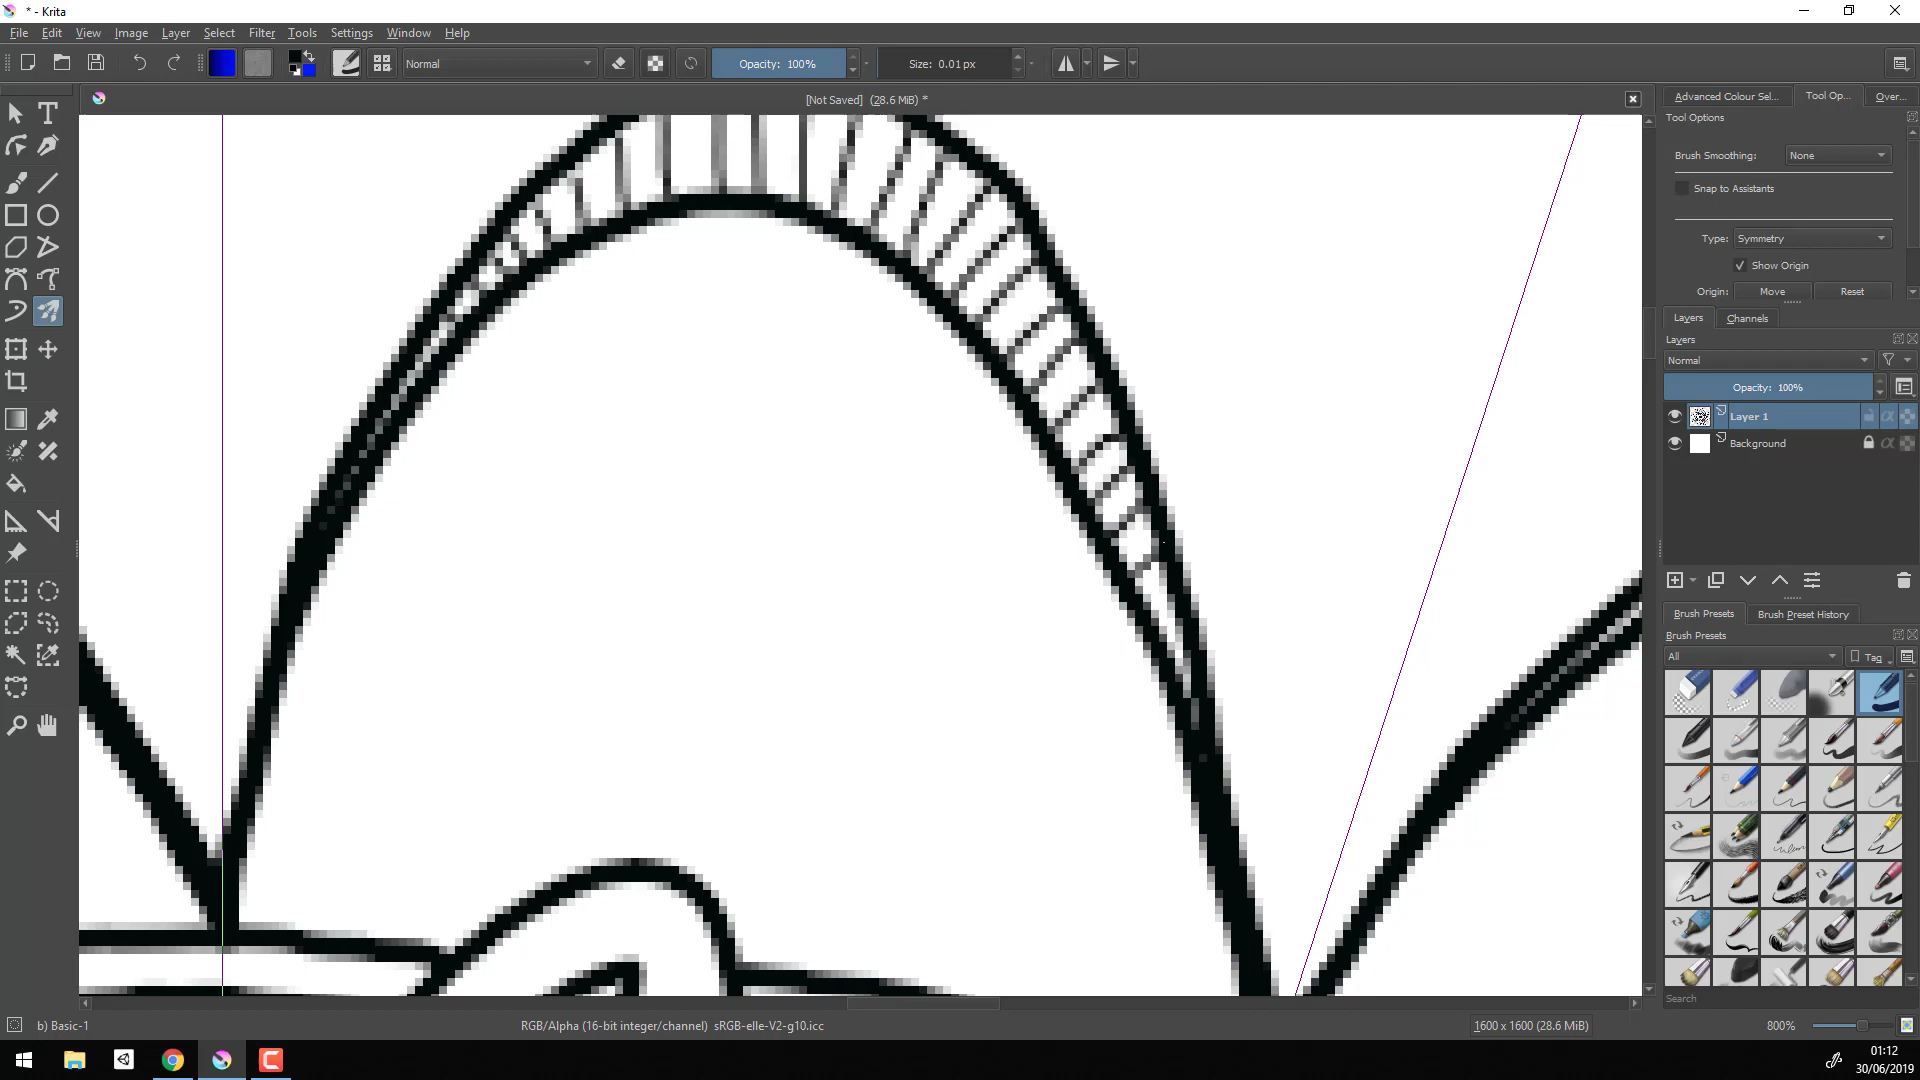 * - Krita
File Edit View Image Layer Select Filter Tools Settings Window Help
Normal Opacity: 100% Size: 0.01 px
[Not Saved] (28.6 MiB) *
Advanced Colour Sel... Tool Op... Over...
Tool Options
Brush Smoothing: None
Snap to Assistants
Type: Symmetry
Show Origin
Origin: Move Reset
Layers Channels
Layers
Normal
Opacity: 100%
Layer 1
Background
Brush Presets Brush Preset History
Brush Presets
All Tag
Search
b) Basic-1 RGB/Alpha (16-bit integer/channel) sRGB-elle-V2-g10.icc 1600 x 1600 (28.6 MiB) 800%
01:12
30/06/2019